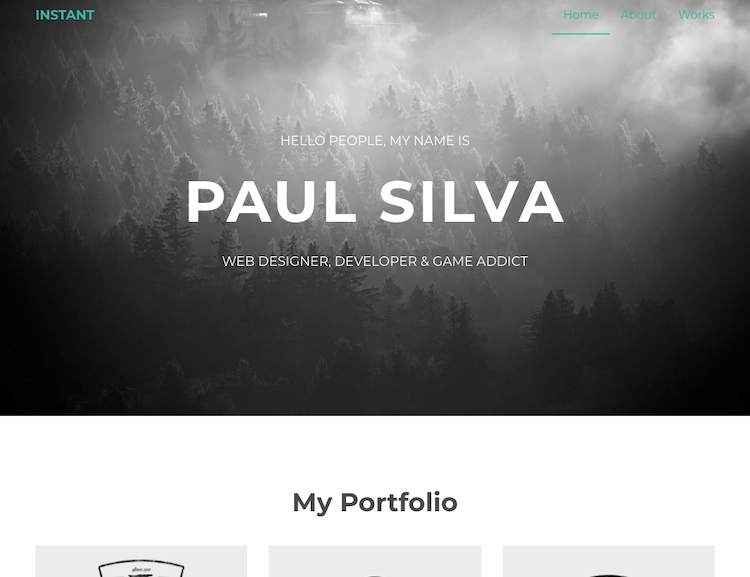 INSTANT
Home About Works
HELLO PEOPLE, MY NAME IS
PAUL SILVA
WEB DESIGNER, DEVELOPER & GAME ADDICT
My Portfolio